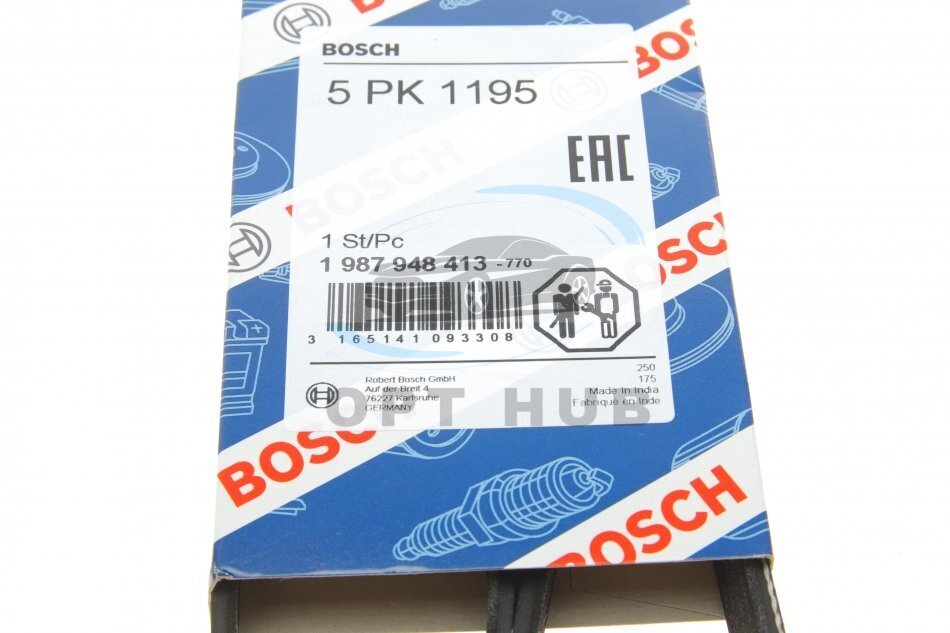 BOSCH
BOSCH
5 PK 1195
EAC
BOSCH
1 St/Pc
1 987 948 413 - 770
BOSCH
3 165141 093308
Robert Bosch GmbH
Auf der Breit 4
76227 Karlsruhe
GERMANY
250
175
Made in India
Fabriqué en Inde
OPT HUB
BOSCH
BOSCH